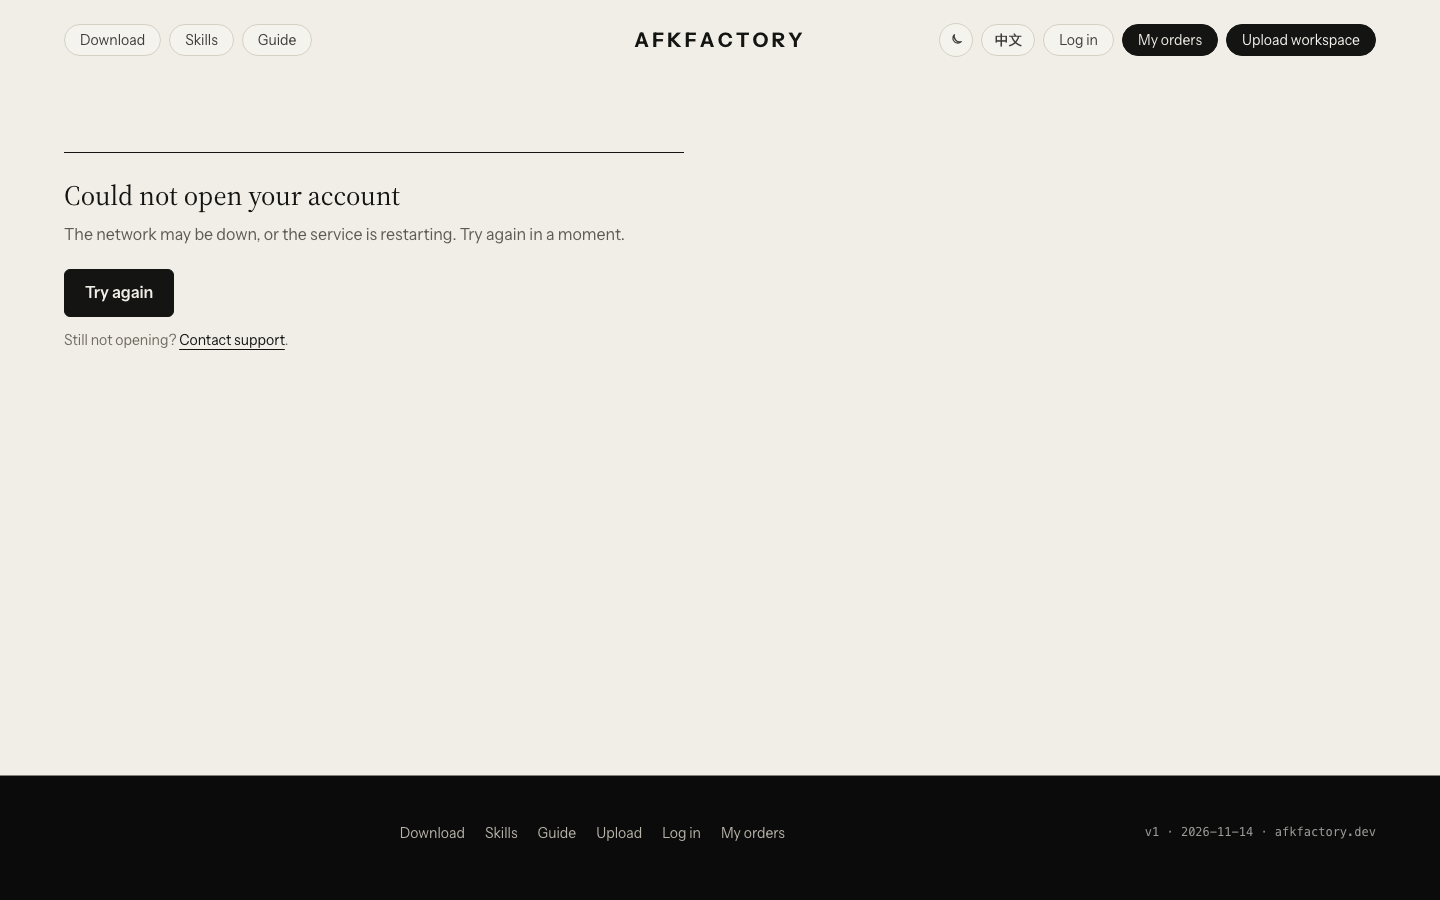 Download Skills Guide AFKFACTORY 中文 Log in My orders Upload workspace
Could not open your account
The network may be down, or the service is restarting. Try again in a moment.
Try again
Still not opening? Contact support.
Download Skills Guide Upload Log in My orders v1 · 2026-11-14 · afkfactory.dev